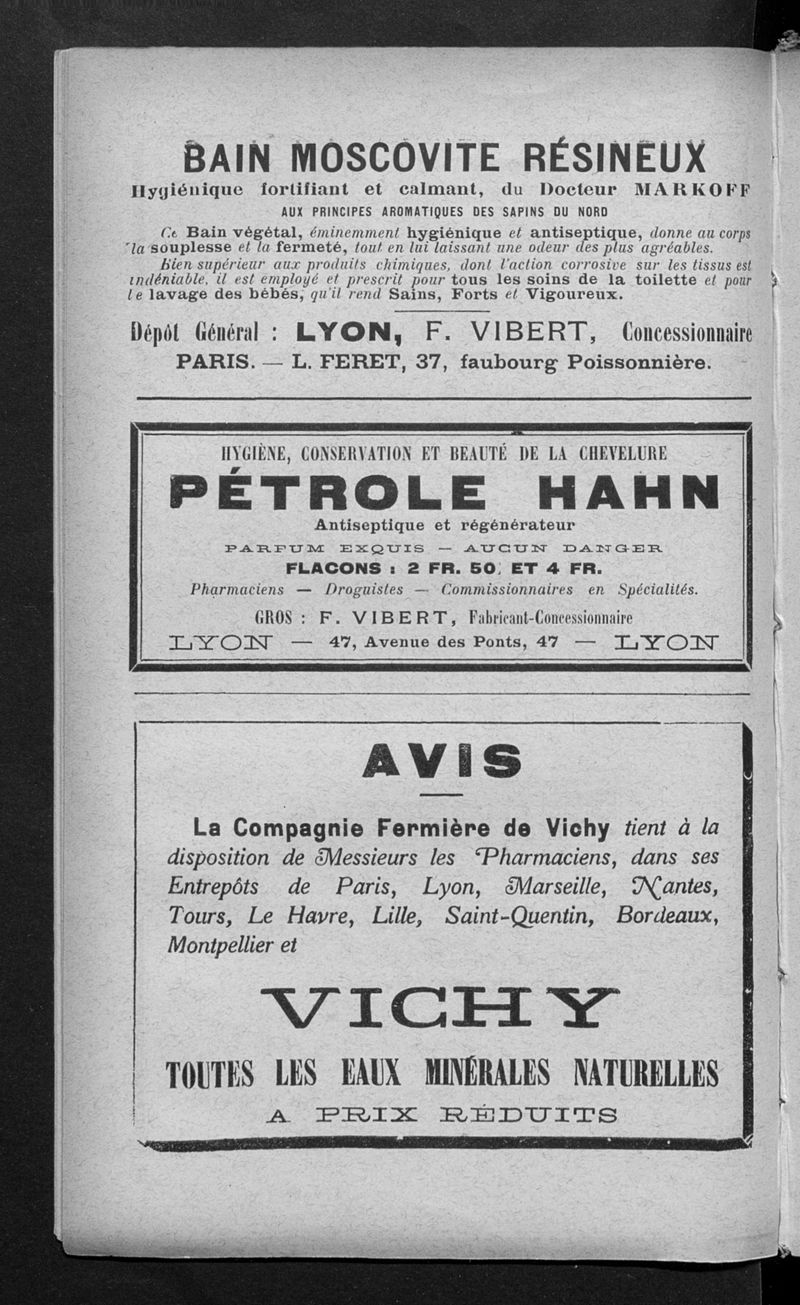 BAIN MOSCOVITE RÉSINEUX
Hygiénique fortifiant et calmant, du Docteur MARKOFF
AUX PRINCIPES AROMATIQUES DES SAPINS DU NORD
Ce Bain végétal, éminemment hygiénique et antiseptique, donne au corps
la souplesse et la fermeté, tout en lui laissant une odeur des plus agréables.
Bien supérieur aux produits chimiques, dont l'action corrosive sur les tissus est
indéniable, il est employé et prescrit pour tous les soins de la toilette et pour
le lavage des bébés, qu'il rend Sains, Forts et Vigoureux.
Dépôt Général : LYON, F. VIBERT, Concessionnaire
PARIS. — L. FERET, 37, faubourg Poissonnière.
HYGIÈNE, CONSERVATION ET BEAUTÉ DE LA CHEVELURE
PÉTROLE HAHN
Antiseptique et régénérateur
PARFUM EXQUIS — AUCUN DANGER
FLACONS : 2 FR. 50 ET 4 FR.
Pharmaciens — Droguistes — Commissionnaires en Spécialités.
GROS : F. VIBERT, Fabricant-Concessionnaire
LYON — 47, Avenue des Ponts, 47 — LYON
AVIS
La Compagnie Fermière de Vichy tient à la
disposition de Messieurs les Pharmaciens, dans ses
Entrepôts de Paris, Lyon, Marseille, Nantes,
Tours, Le Havre, Lille, Saint-Quentin, Bordeaux,
Montpellier et
VICHY
TOUTES LES EAUX MINÉRALES NATURELLES
A PRIX RÉDUITS